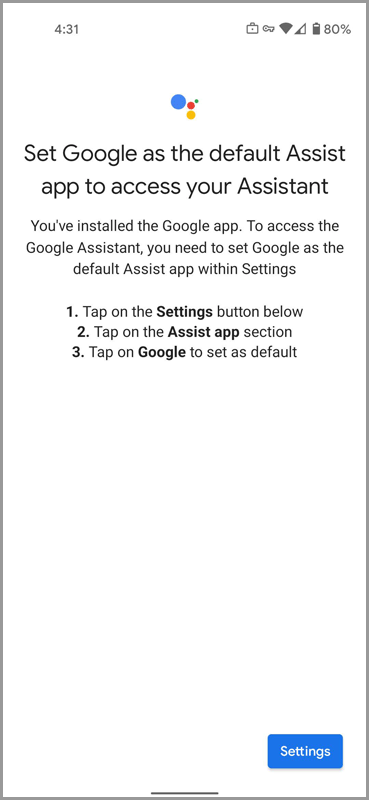 4:31 80%
Set Google as the default Assist
app to access your Assistant
You've installed the Google app. To access the
Google Assistant, you need to set Google as the
default Assist app within Settings
1. Tap on the Settings button below
2. Tap on the Assist app section
3. Tap on Google to set as default
Settings